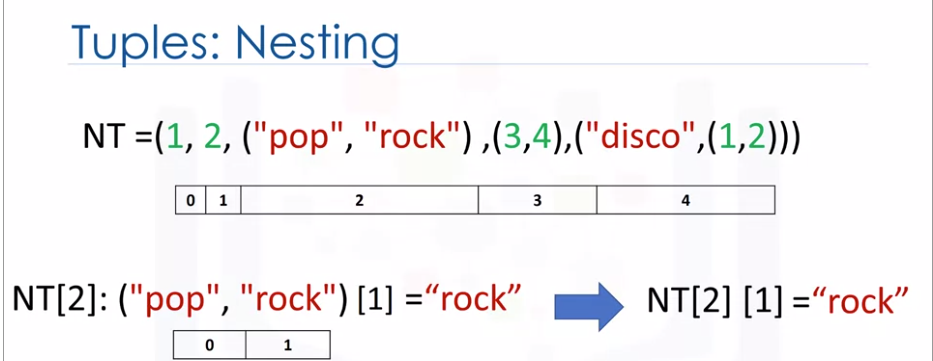 Tuples: Nesting
NT =(1, 2, ("pop", "rock") ,(3,4),("disco",(1,2)))
0 1 2 3 4
NT[2]: ("pop", "rock") [1] =“rock” NT[2] [1] =“rock”
0 1